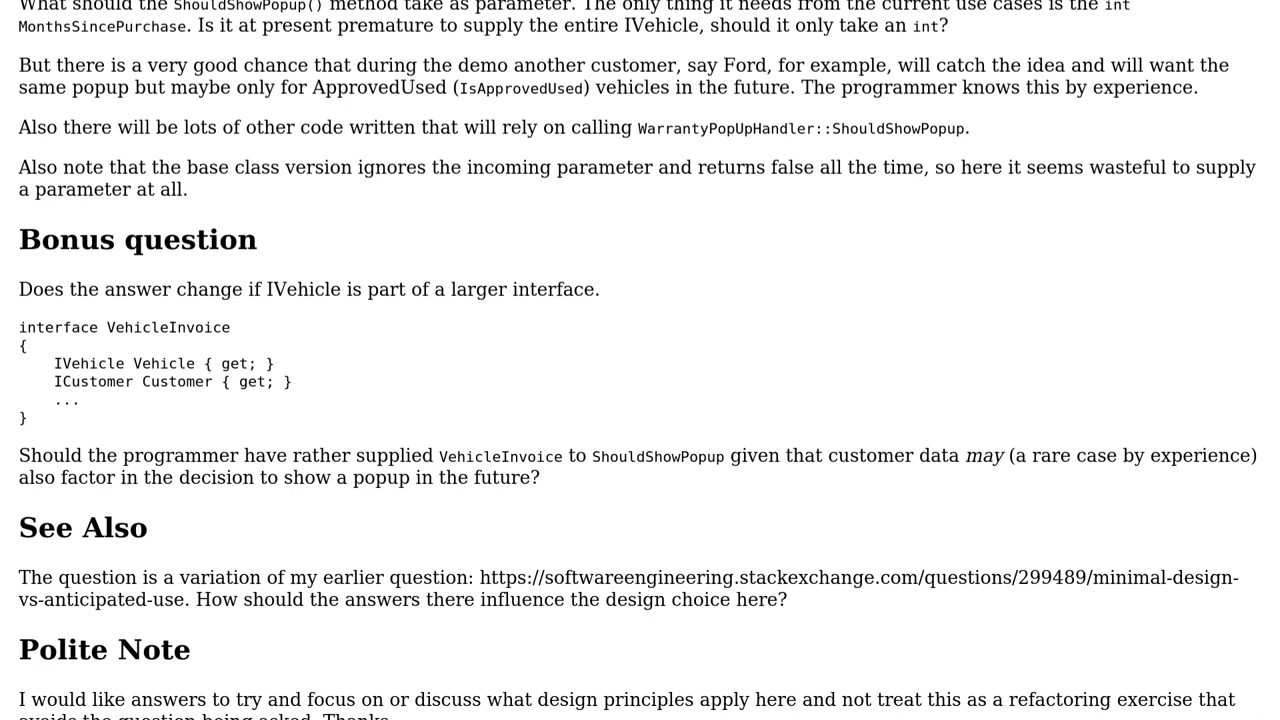 What should the ShouldShowPopup() method take as parameter. The only thing it needs from the current use cases is the int
MonthsSincePurchase. Is it at present premature to supply the entire IVehicle, should it only take an int?
But there is a very good chance that during the demo another customer, say Ford, for example, will catch the idea and will want the
same popup but maybe only for ApprovedUsed (IsApprovedUsed) vehicles in the future. The programmer knows this by experience.
Also there will be lots of other code written that will rely on calling WarrantyPopUpHandler::ShouldShowPopup.
Also note that the base class version ignores the incoming parameter and returns false all the time, so here it seems wasteful to supply
a parameter at all.
Bonus question
Does the answer change if IVehicle is part of a larger interface.
interface VehicleInvoice
{
    IVehicle Vehicle { get; }
    ICustomer Customer { get; }
    ...
}
Should the programmer have rather supplied VehicleInvoice to ShouldShowPopup given that customer data may (a rare case by experience)
also factor in the decision to show a popup in the future?
See Also
The question is a variation of my earlier question: https://softwareengineering.stackexchange.com/questions/299489/minimal-design-
vs-anticipated-use. How should the answers there influence the design choice here?
Polite Note
I would like answers to try and focus on or discuss what design principles apply here and not treat this as a refactoring exercise that
avoids the question being asked. Thanks.